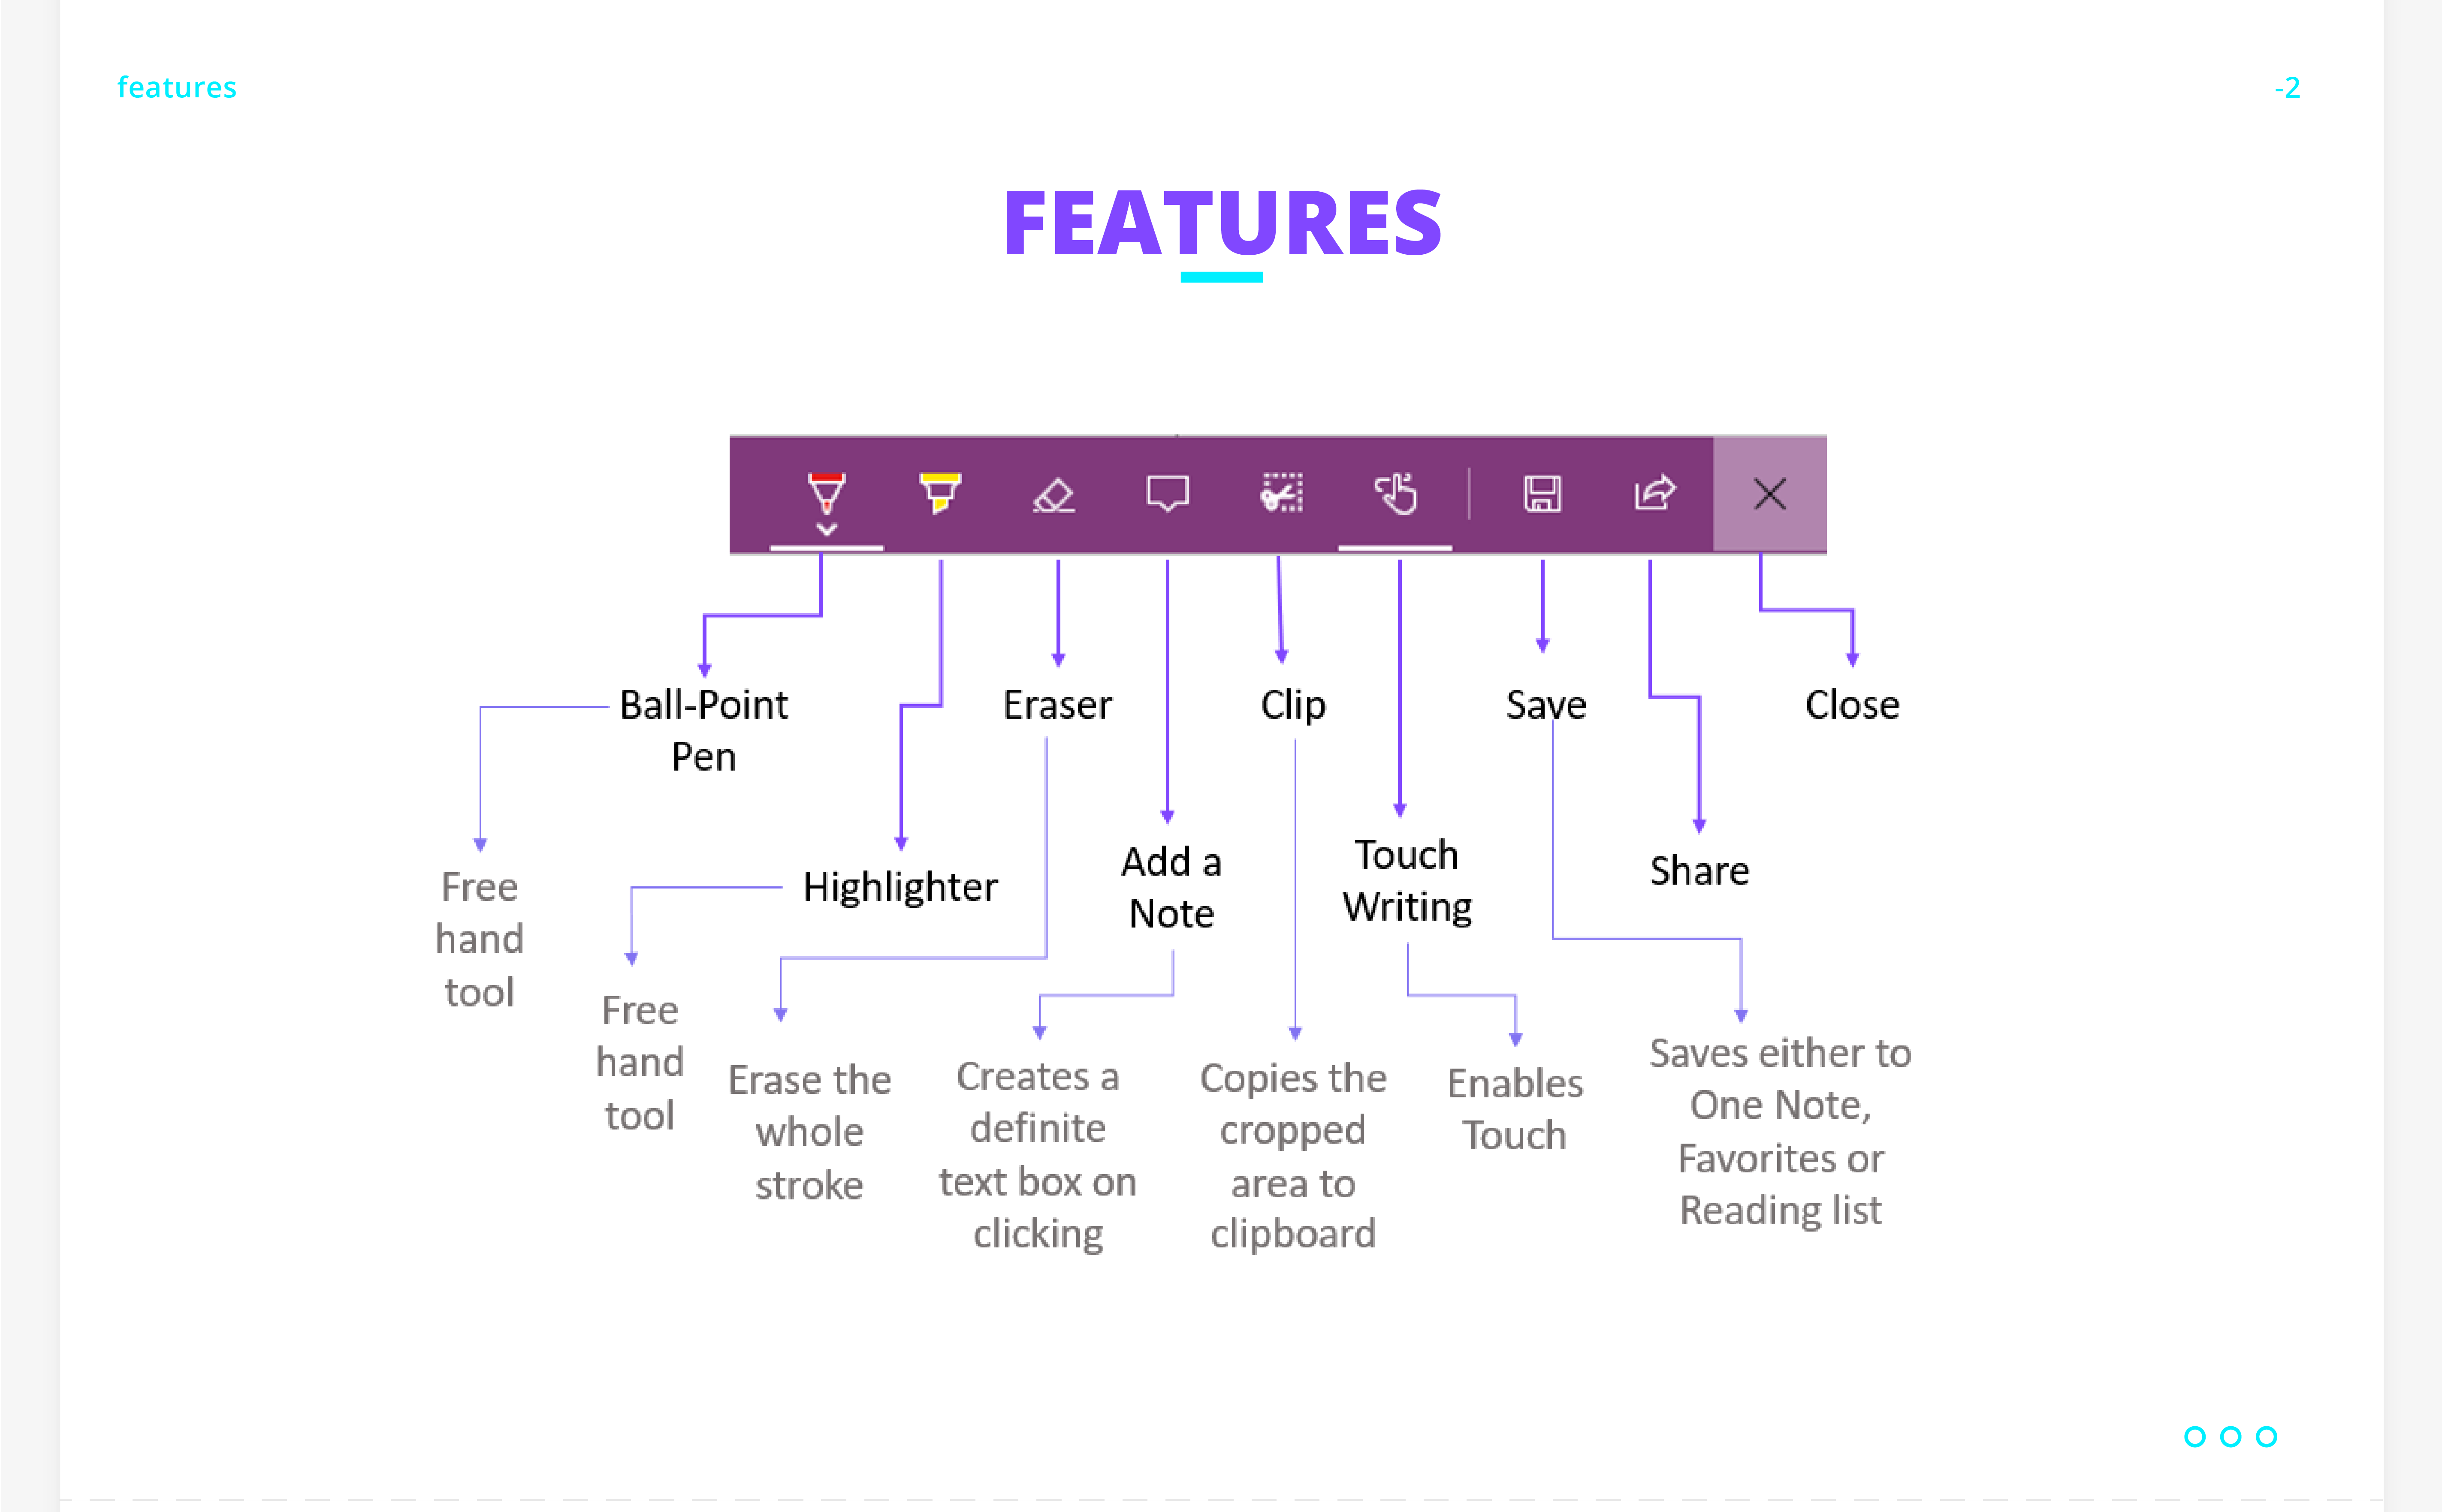 features
-2
FEATURES
Ball-Point
Pen
Eraser
Clip
Save
Close
Free
hand
tool
Highlighter
Add a
Note
Touch
Writing
Share
Free
hand
tool
Erase the
whole
stroke
Creates a
definite
text box on
clicking
Copies the
cropped
area to
clipboard
Enables
Touch
Saves either to
One Note,
Favorites or
Reading list